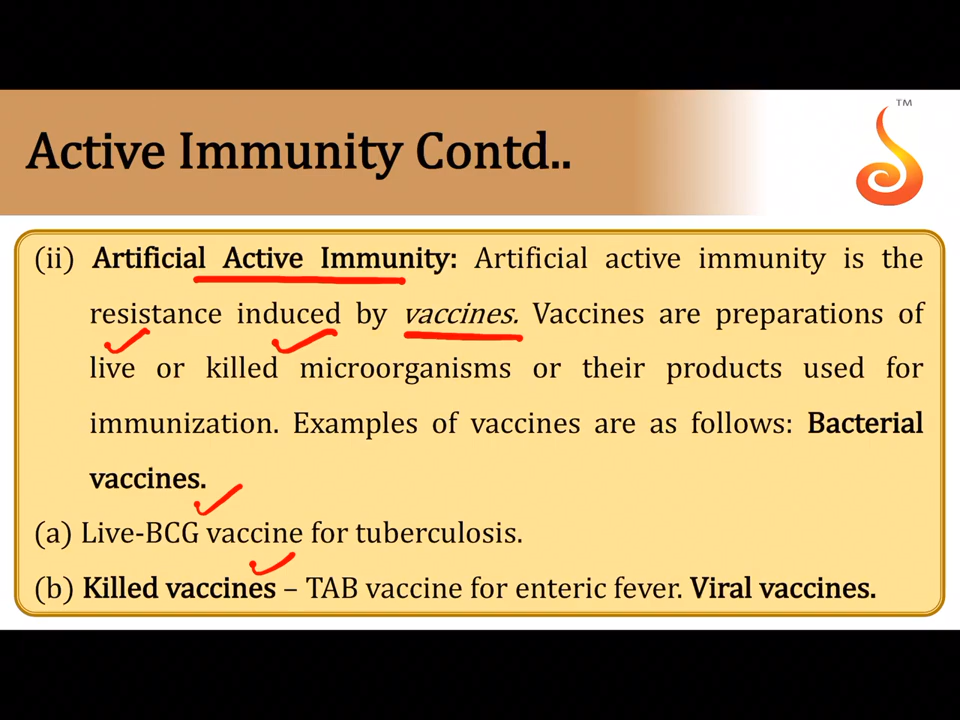 TM
Active Immunity Contd..
(ii) Artificial Active Immunity: Artificial active immunity is the
resistance induced by vaccines. Vaccines are preparations of
live or killed microorganisms or their products used for
immunization. Examples of vaccines are as follows: Bacterial
vaccines.
(a) Live-BCG vaccine for tuberculosis.
(b) Killed vaccines – TAB vaccine for enteric fever. Viral vaccines.